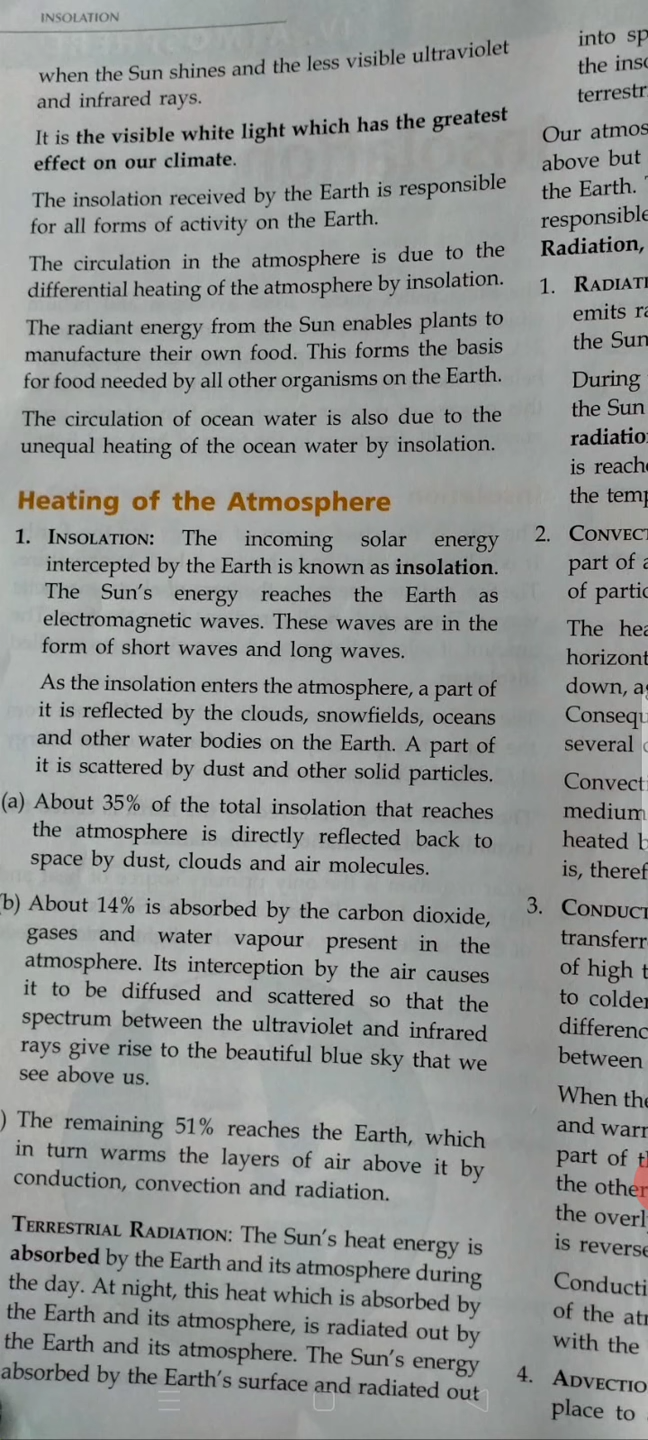 INSOLATION
when the Sun shines and the less visible ultraviolet
and infrared rays.
It is the visible white light which has the greatest
effect on our climate.
The insolation received by the Earth is responsible
for all forms of activity on the Earth.
The circulation in the atmosphere is due to the
differential heating of the atmosphere by insolation.
The radiant energy from the Sun enables plants to
manufacture their own food. This forms the basis
for food needed by all other organisms on the Earth.
The circulation of ocean water is also due to the
unequal heating of the ocean water by insolation.
Heating of the Atmosphere
1. INSOLATION: The incoming solar energy
intercepted by the Earth is known as insolation.
The Sun's energy reaches the Earth as
electromagnetic waves. These waves are in the
form of short waves and long waves.
As the insolation enters the atmosphere, a part of
it is reflected by the clouds, snowfields, oceans
and other water bodies on the Earth. A part of
it is scattered by dust and other solid particles.
(a) About 35% of the total insolation that reaches
the atmosphere is directly reflected back to
space by dust, clouds and air molecules.
b) About 14% is absorbed by the carbon dioxide,
gases and water vapour present in the
atmosphere. Its interception by the air causes
it to be diffused and scattered so that the
spectrum between the ultraviolet and infrared
rays give rise to the beautiful blue sky that we
see above us.
) The remaining 51% reaches the Earth, which
in turn warms the layers of air above it by
conduction, convection and radiation.
TERRESTRIAL RADIATION: The Sun's heat energy is
absorbed by the Earth and its atmosphere during
the day. At night, this heat which is absorbed by
the Earth and its atmosphere, is radiated out by
the Earth and its atmosphere. The Sun's energy
absorbed by the Earth's surface and radiated out
into sp
the inso
terrestr
Our atmos
above but
the Earth.
responsible
Radiation,
1. RADIATI
emits ra
the Sun
During
the Sun
radiatio
is reach
the temp
2. CONVECT
part of a
of partic
The hea
horizont
down, ag
Consequ
several
Convecti
medium
heated b
is, theref
3. CONDUCT
transferr
of high t
to colder
differenc
between
When the
and warr
part of th
the other
the overl
is reverse
Conducti
of the atr
with the
4. ADVECTIO
place to